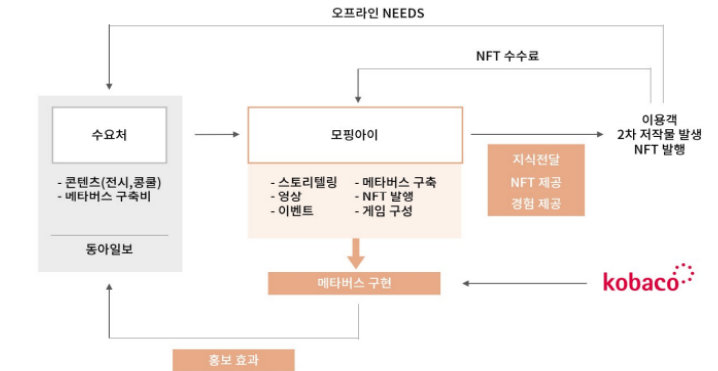 오프라인 NEEDS
NFT 수수료
수요처
- 콘텐츠(전시,콩쿨)
- 메타버스 구축비
동아일보
모핑아이
- 스토리텔링
- 영상
- 이벤트
- 메타버스 구축
- NFT 발행
- 게임 구성
지식전달
NFT 제공
경험 제공
이용객
2차 저작물 발생
NFT 발행
메타버스 구현
kobaco
홍보 효과